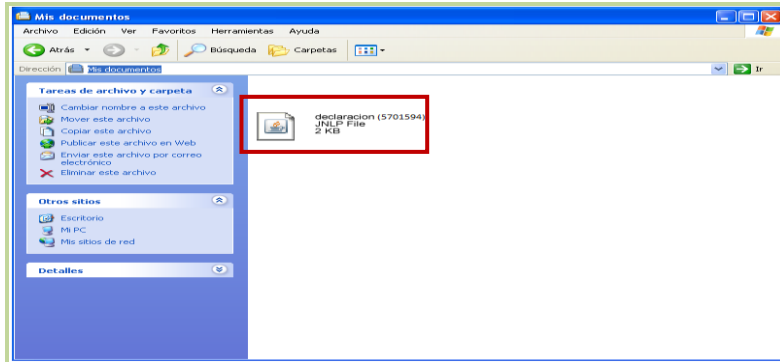 Mis documentos
Archivo Edición Ver Favoritos Herramientas Ayuda
Atrás Búsqueda Carpetas
Dirección Mis documentos Ir
Tareas de archivo y carpeta
Cambiar nombre a este archivo
Mover este archivo
Copiar este archivo
Publicar este archivo en Web
Enviar este archivo por correo
electrónico
Eliminar este archivo
Otros sitios
Escritorio
Mi PC
Mis sitios de red
Detalles
declaracion (5701594)
JNLP File
2 KB